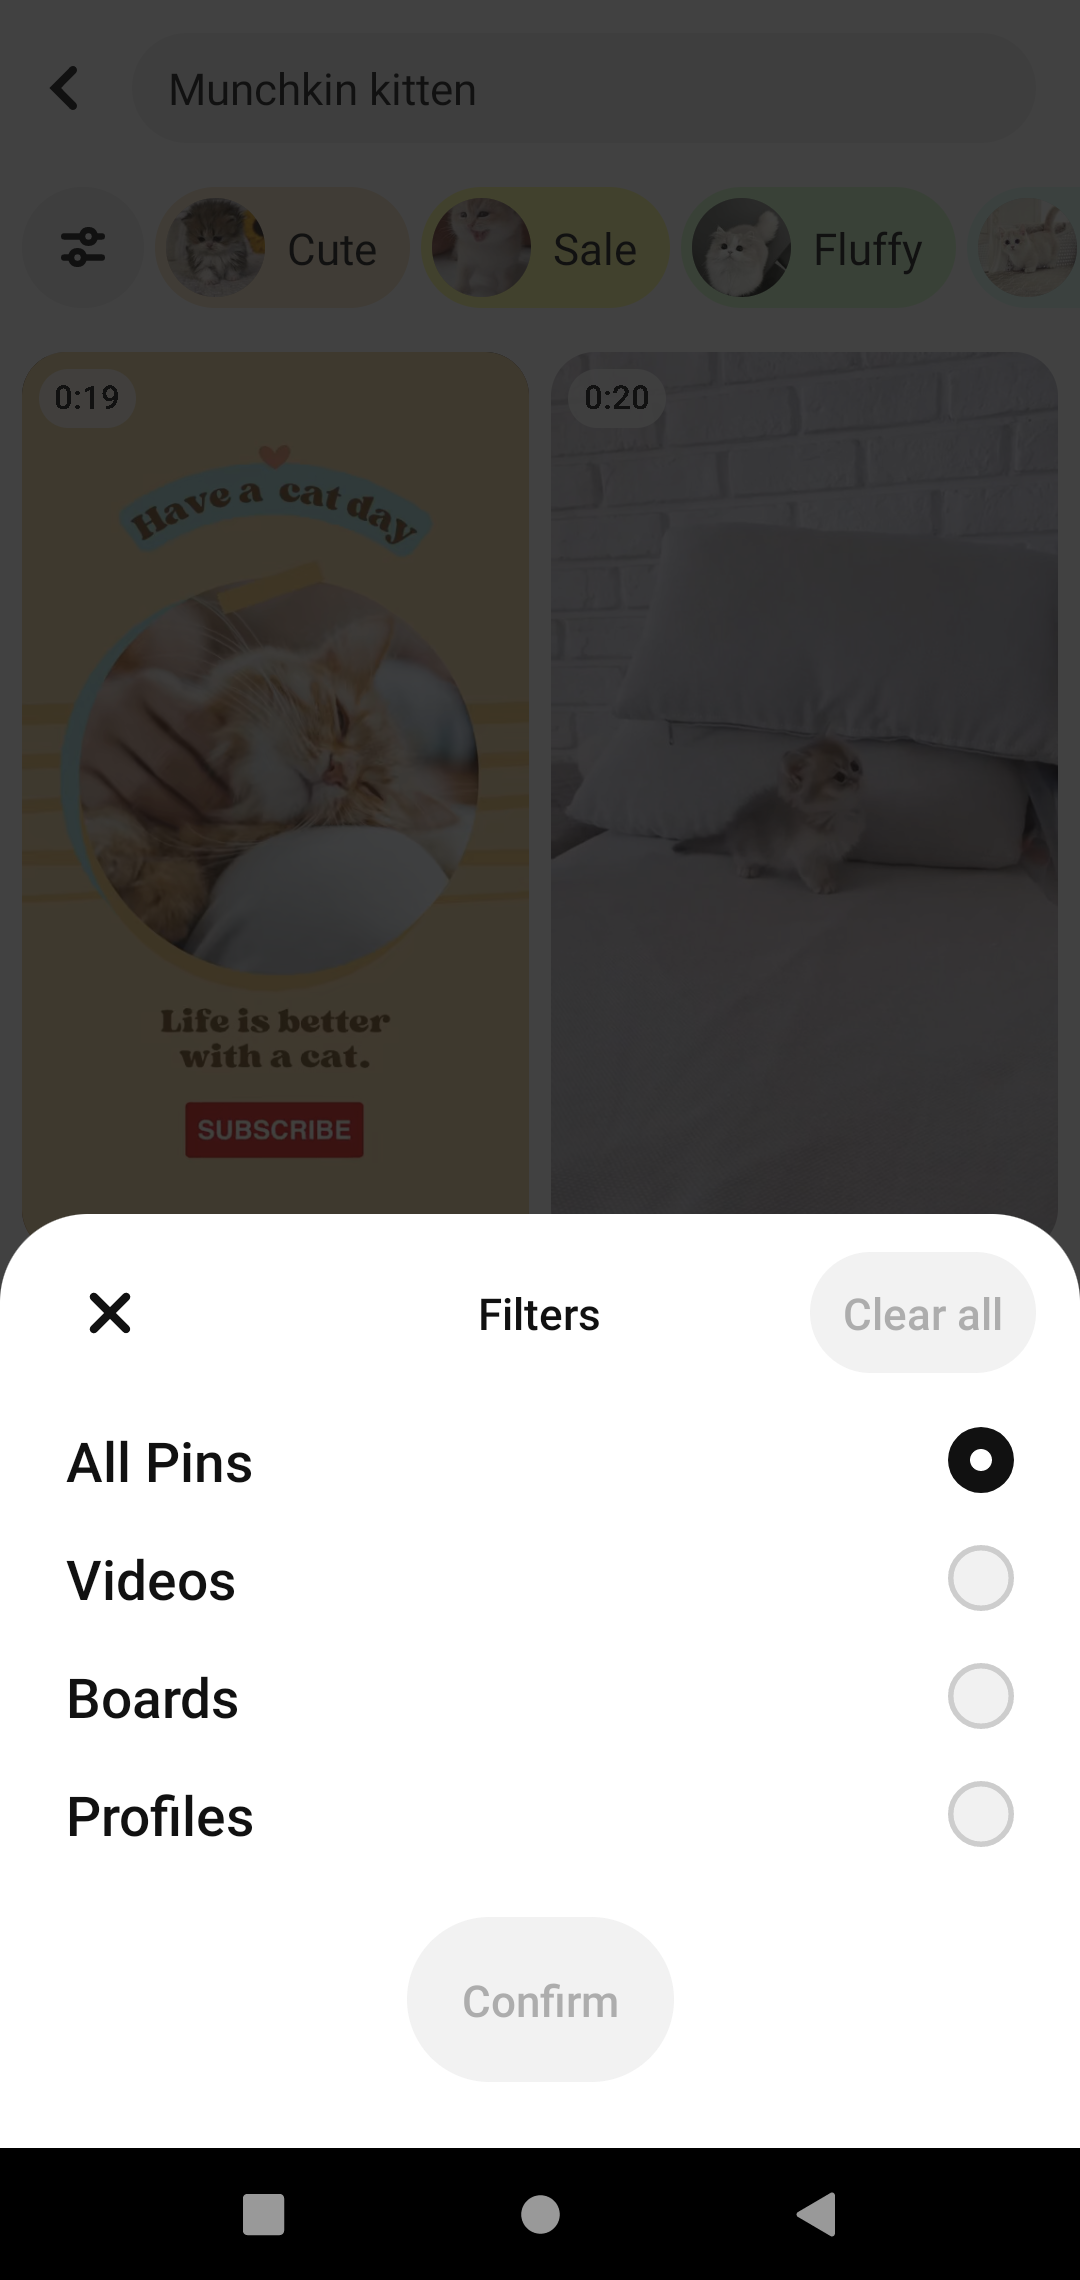 Munchkin kitten
Cute
Sale
Fluffy
0:19
0:20
Have a cat day
Life is better
with a cat.
SUBSCRIBE
Filters
Clear all
All Pins
Videos
Boards
Profiles
Confirm